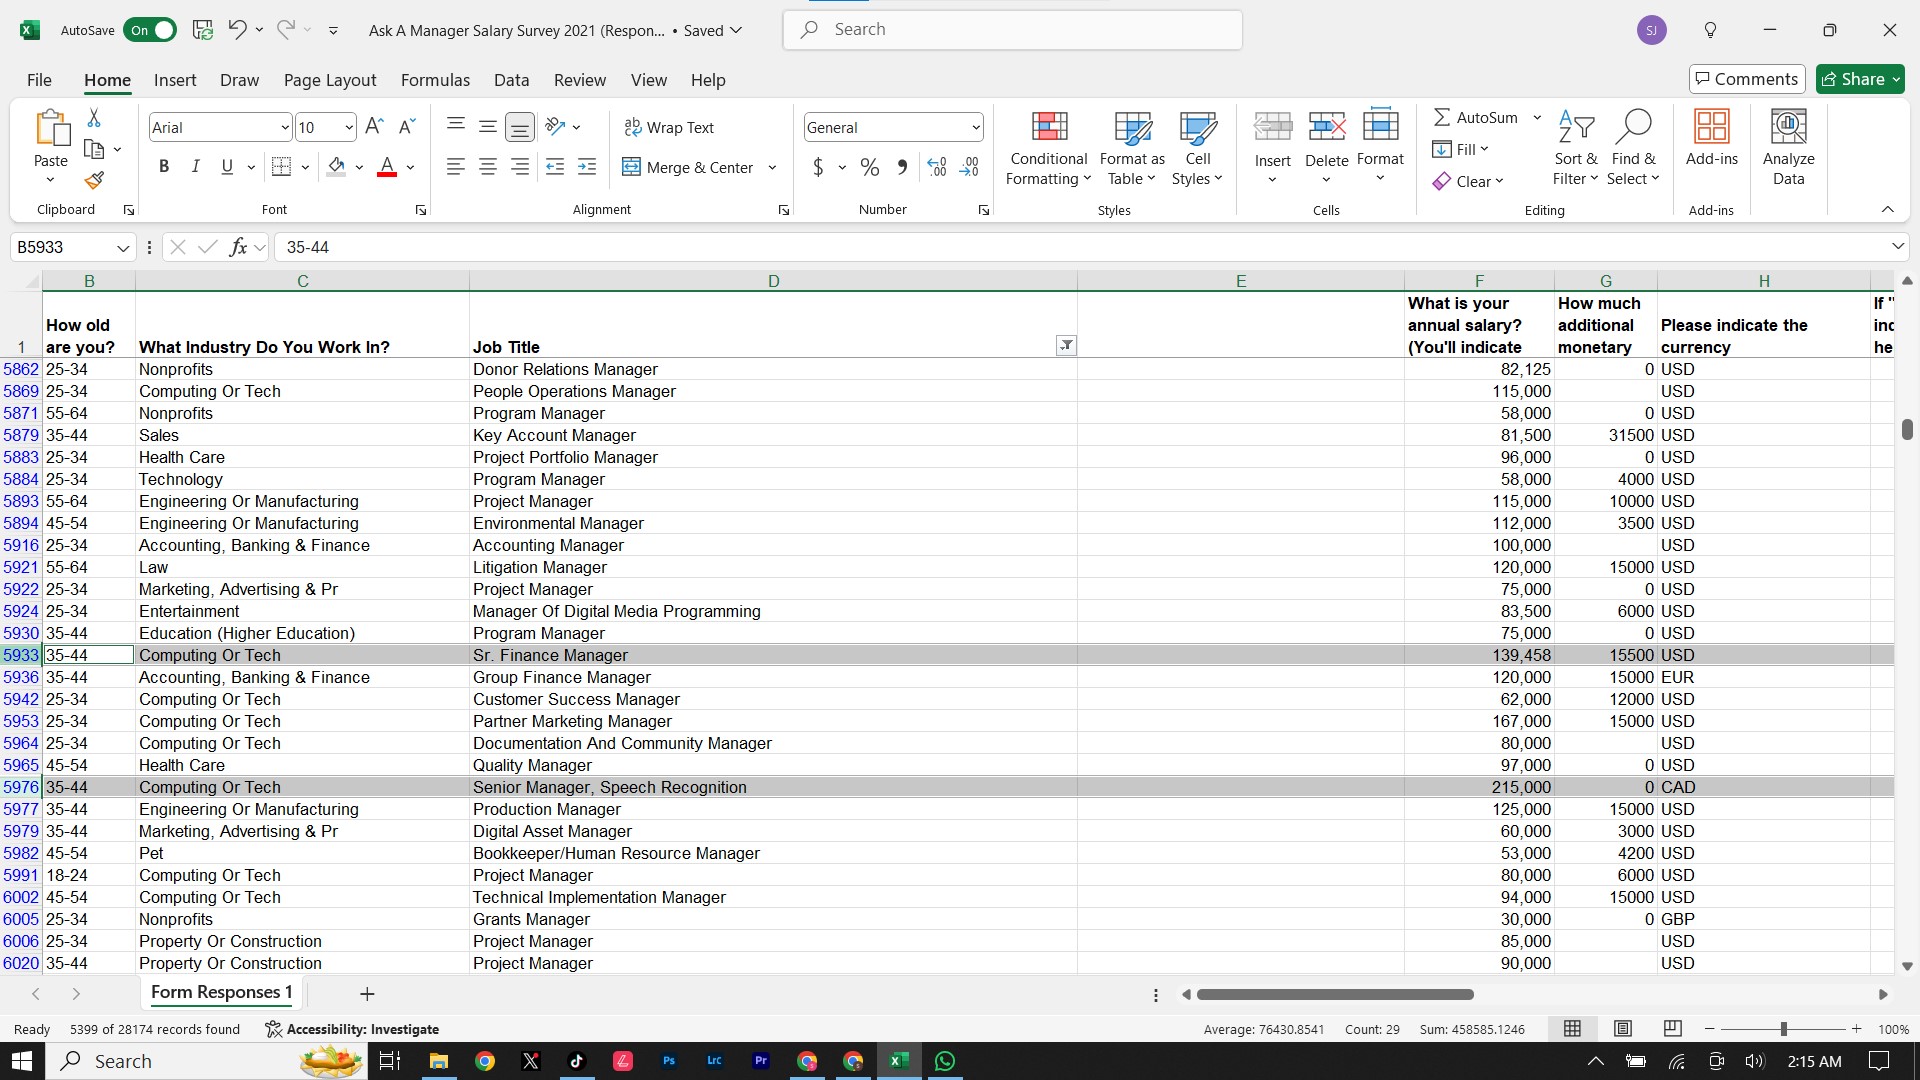 AutoSave On Ask A Manager Salary Survey 2021 (Respon... • Saved Search SJ
File Home Insert Draw Page Layout Formulas Data Review View Help Comments Share
Paste
Clipboard
Arial 10
B I U A
Font
Wrap Text
Merge & Center
Alignment
General
$ %
Number
Conditional Formatting
Format as Table
Cell Styles
Styles
Insert Delete Format
Cells
AutoSum
Fill
Clear
Sort & Filter
Find & Select
Editing
Add-ins
Add-ins
Analyze Data
B5933 fx 35-44
B C D E F G H
1 How old are you? What Industry Do You Work In? Job Title What is your annual salary? (You'll indicate How much additional monetary Please indicate the currency If " inc he
5862 25-34 Nonprofits Donor Relations Manager 82,125 0 USD
5869 25-34 Computing Or Tech People Operations Manager 115,000 USD
5871 55-64 Nonprofits Program Manager 58,000 0 USD
5879 35-44 Sales Key Account Manager 81,500 31500 USD
5883 25-34 Health Care Project Portfolio Manager 96,000 0 USD
5884 25-34 Technology Program Manager 58,000 4000 USD
5893 55-64 Engineering Or Manufacturing Project Manager 115,000 10000 USD
5894 45-54 Engineering Or Manufacturing Environmental Manager 112,000 3500 USD
5916 25-34 Accounting, Banking & Finance Accounting Manager 100,000 USD
5921 55-64 Law Litigation Manager 120,000 15000 USD
5922 25-34 Marketing, Advertising & Pr Project Manager 75,000 0 USD
5924 25-34 Entertainment Manager Of Digital Media Programming 83,500 6000 USD
5930 35-44 Education (Higher Education) Program Manager 75,000 0 USD
5933 35-44 Computing Or Tech Sr. Finance Manager 139,458 15500 USD
5936 35-44 Accounting, Banking & Finance Group Finance Manager 120,000 15000 EUR
5942 25-34 Computing Or Tech Customer Success Manager 62,000 12000 USD
5953 25-34 Computing Or Tech Partner Marketing Manager 167,000 15000 USD
5964 25-34 Computing Or Tech Documentation And Community Manager 80,000 USD
5965 45-54 Health Care Quality Manager 97,000 0 USD
5976 35-44 Computing Or Tech Senior Manager, Speech Recognition 215,000 0 CAD
5977 35-44 Engineering Or Manufacturing Production Manager 125,000 15000 USD
5979 35-44 Marketing, Advertising & Pr Digital Asset Manager 60,000 3000 USD
5982 45-54 Pet Bookkeeper/Human Resource Manager 53,000 4200 USD
5991 18-24 Computing Or Tech Project Manager 80,000 6000 USD
6002 45-54 Computing Or Tech Technical Implementation Manager 94,000 15000 USD
6005 25-34 Nonprofits Grants Manager 30,000 0 GBP
6006 25-34 Property Or Construction Project Manager 85,000 USD
6020 35-44 Property Or Construction Project Manager 90,000 USD
Form Responses 1
Ready 5399 of 28174 records found Accessibility: Investigate Average: 76430.8541 Count: 29 Sum: 458585.1246 100%
Search Ps Lrc Pr 2:15 AM